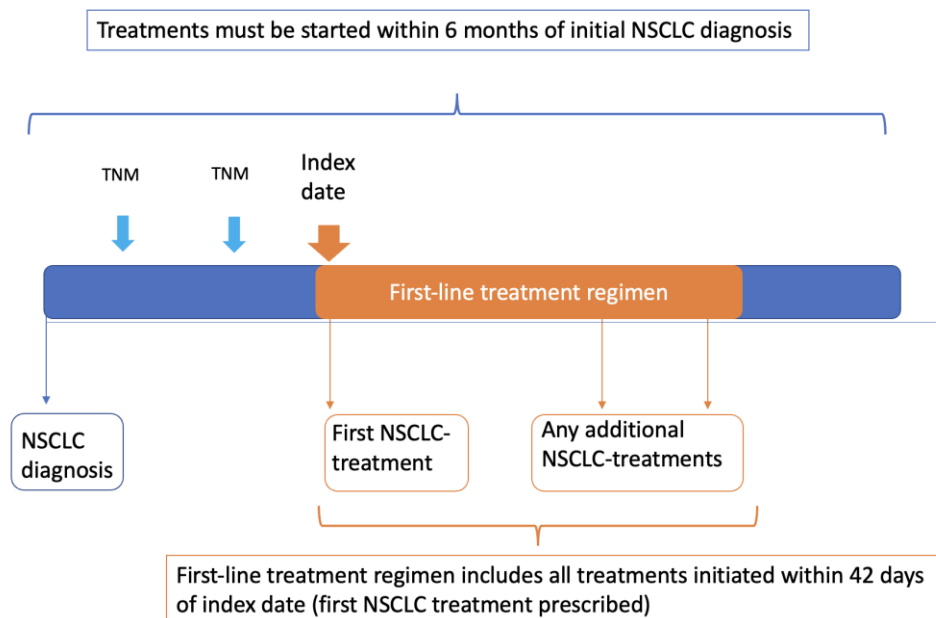 Treatments must be started within 6 months of initial NSCLC diagnosis
TNM
TNM
Index
date
First-line treatment regimen
NSCLC
diagnosis
First NSCLC-
treatment
Any additional
NSCLC-treatments
First-line treatment regimen includes all treatments initiated within 42 days
of index date (first NSCLC treatment prescribed)